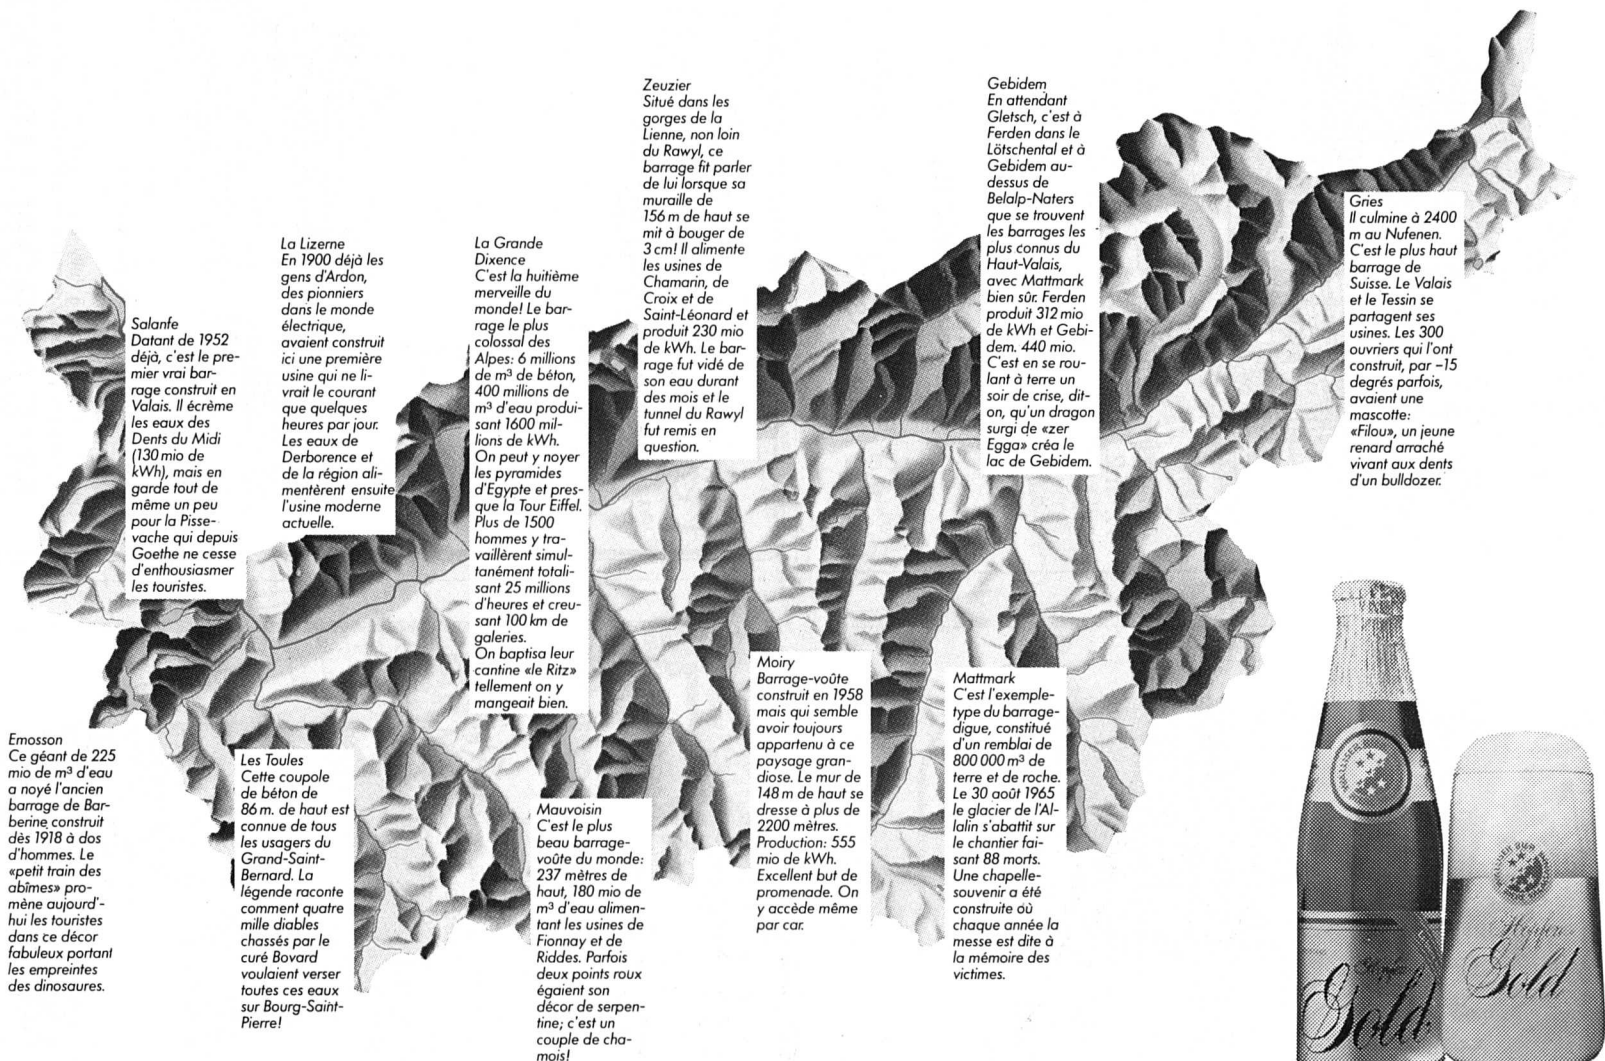 Zeuzier
Situé dans les
gorges de la
Lienne, non loin
du Rawyl, ce
barrage fit parler
de lui lorsque sa
muraille de
156 m de haut se
mit à bouger de
3 cm! Il alimente
les usines de
Chamarin, de
Croix et de
Saint-Léonard et
produit 230 mio
de kWh. Le bar-
rage fut vidé de
son eau durant
des mois et le
tunnel du Rawyl
fut remis en
question.
Gebidem
En attendant
Gletsch, c'est à
Ferden dans le
Lötschental et à
Gebidem au-
dessus de
Belalp-Naters
que se trouvent
les barrages les
plus connus du
Haut-Valais,
avec Mattmark
bien sûr. Ferden
produit 312 mio
de kWh et Gebi-
dem. 440 mio.
C'est en se rou-
lant à terre un
soir de crise, dit-
on, qu'un dragon
surgi de «zer
Egga» créa le
lac de Gebidem.
Gries
Il culmine à 2400
m au Nufenen.
C'est le plus haut
barrage de
Suisse. Le Valais
et le Tessin se
partagent ses
usines. Les 300
ouvriers qui l'ont
construit, par –15
degrés parfois,
avaient une
mascotte:
«Filou», un jeune
renard arraché
vivant aux dents
d'un bulldozer.
La Lizerne
En 1900 déjà les
gens d'Ardon,
des pionniers
dans le monde
électrique,
avaient construit
ici une première
usine qui ne li-
vrait le courant
que quelques
heures par jour.
Les eaux de
Derborence et
de la région ali-
mentèrent ensuite
l'usine moderne
actuelle.
La Grande
Dixence
C'est la huitième
merveille du
monde! Le bar-
rage le plus
colossal des
Alpes: 6 millions
de m³ de béton,
400 millions de
m³ d'eau produi-
sant 1600 mil-
lions de kWh.
On peut y noyer
les pyramides
d'Egypte et pres-
que la Tour Eiffel.
Plus de 1500
hommes y tra-
vaillèrent simul-
tanément totali-
sant 25 millions
d'heures et creu-
sant 100 km de
galeries.
On baptisa leur
cantine «le Ritz»
tellement on y
mangeait bien.
Salanfe
Datant de 1952
déjà, c'est le pre-
mier vrai bar-
rage construit en
Valais. Il écrème
les eaux des
Dents du Midi
(130 mio de
kWh), mais en
garde tout de
même un peu
pour la Pisse-
vache qui depuis
Goethe ne cesse
d'enthousiasmer
les touristes.
Emosson
Ce géant de 225
mio de m³ d'eau
a noyé l'ancien
barrage de Bar-
berine construit
dès 1918 à dos
d'hommes. Le
«petit train des
abîmes» pro-
mène aujourd'-
hui les touristes
dans ce décor
fabuleux portant
les empreintes
des dinosaures.
Les Toules
Cette coupole
de béton de
86 m. de haut est
connue de tous
les usagers du
Grand-Saint-
Bernard. La
légende raconte
comment quatre
mille diables
chassés par le
curé Bovard
voulaient verser
toutes ces eaux
sur Bourg-Saint-
Pierre!
Mauvoisin
C'est le plus
beau barrage-
voûte du monde:
237 mètres de
haut, 180 mio de
m³ d'eau alimen-
tant les usines de
Fionnay et de
Riddes. Parfois
deux points roux
égaient son
décor de serpen-
tine; c'est un
couple de cha-
mois!
Moiry
Barrage-voûte
construit en 1958
mais qui semble
avoir toujours
appartenu à ce
paysage gran-
diose. Le mur de
148 m de haut se
dresse à plus de
2200 mètres.
Production: 555
mio de kWh.
Excellent but de
promenade. On
y accède même
par car.
Mattmark
C'est l'exemple-
type du barrage-
digue, constitué
d'un remblai de
800 000 m³ de
terre et de roche.
Le 30 août 1965
le glacier de l'Al-
lalin s'abattit sur
le chantier fai-
sant 88 morts.
Une chapelle-
souvenir a été
construite où
chaque année la
messe est dite à
la mémoire des
victimes.
Gold
Hopfen
Gold